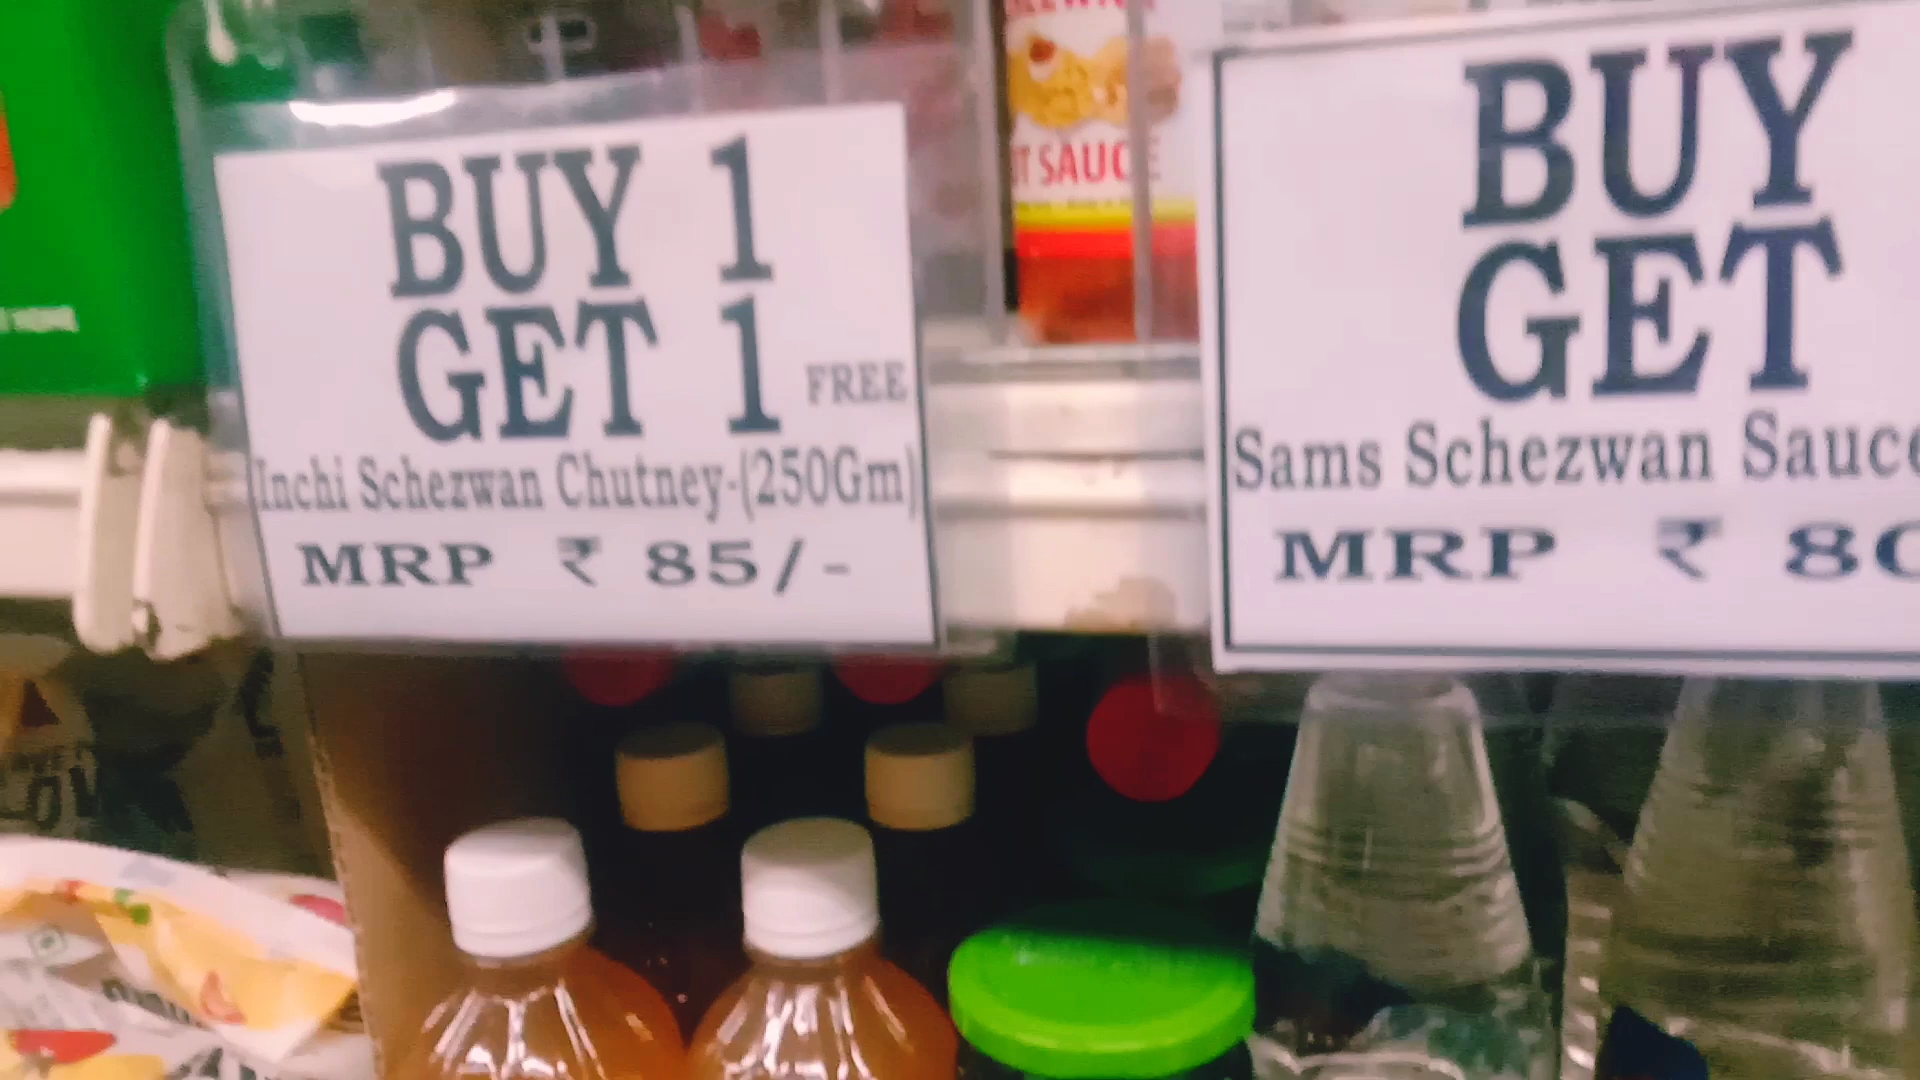 BUY 1
GET 1 FREE
Inchi Schezwan Chutney-(250Gm)
MRP ₹ 85/-
SAUCE
BUY
GET
Sams Schezwan Sauce
MRP ₹ 80